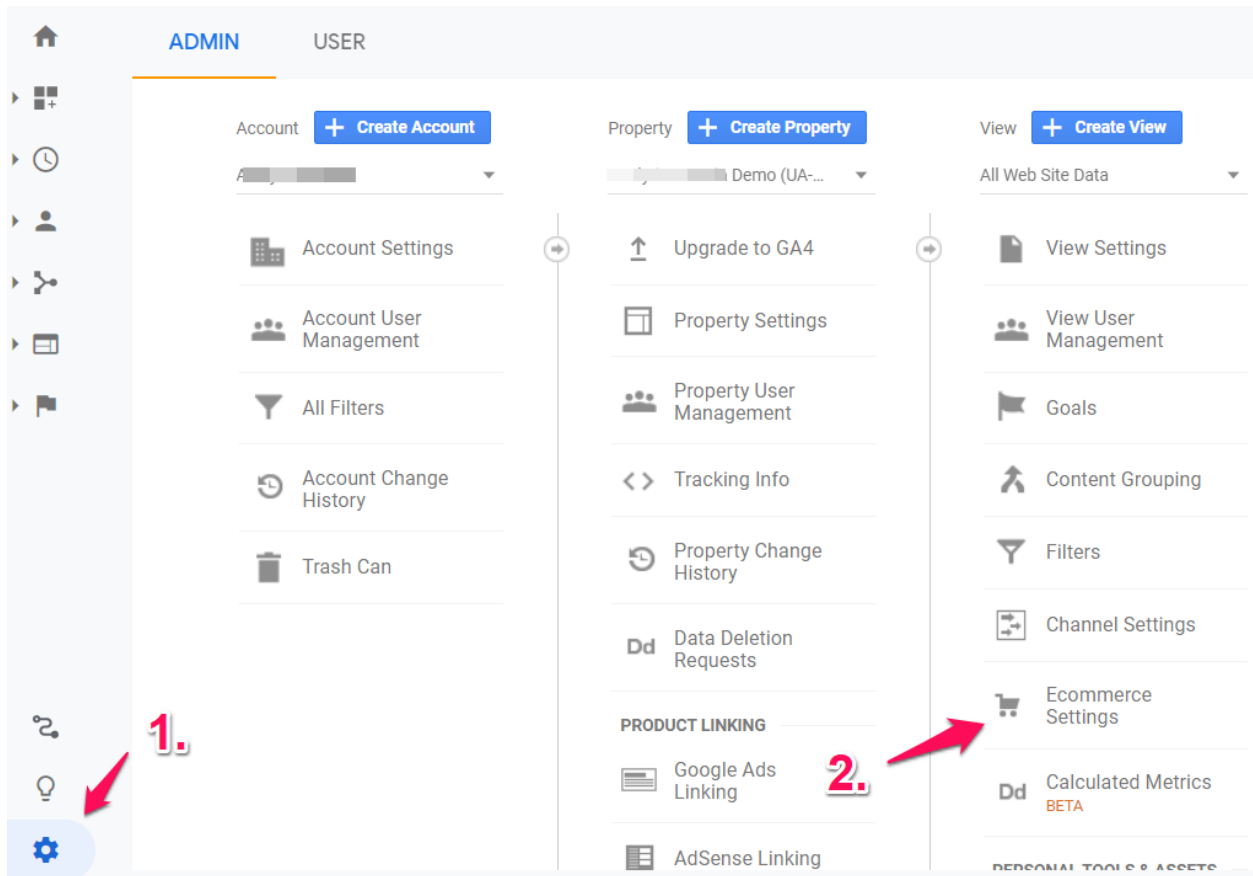 ADMIN USER
Account + Create Account
Property + Create Property
View + Create View
Demo (UA-...
All Web Site Data
Account Settings
Account User
Management
All Filters
Account Change
History
Trash Can
Upgrade to GA4
Property Settings
Property User
Management
Tracking Info
Property Change
History
Dd Data Deletion
Requests
PRODUCT LINKING
Google Ads
Linking
AdSense Linking
View Settings
View User
Management
Goals
Content Grouping
Filters
Channel Settings
Ecommerce
Settings
Dd Calculated Metrics
BETA
PERSONAL TOOLS & ASSETS
1.
2.